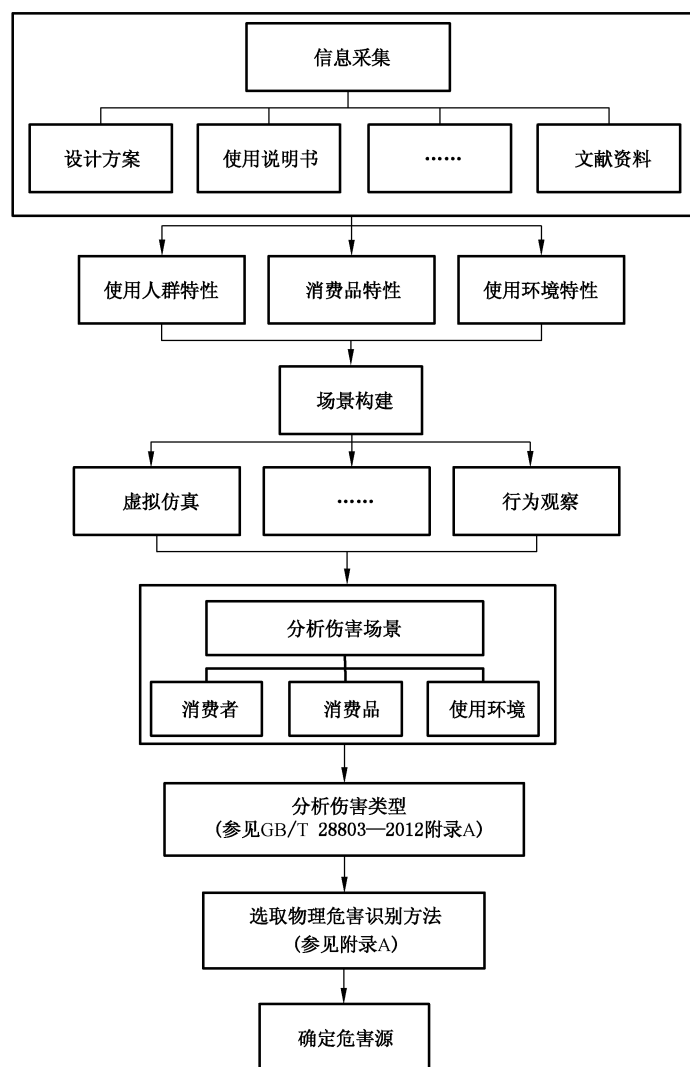 信息采集
设计方案
使用说明书
……
文献资料
使用人群特性
消费品特性
使用环境特性
场景构建
虚拟仿真
……
行为观察
分析伤害场景
消费者
消费品
使用环境
分析伤害类型
(参见GB/T 28803—2012附录A)
选取物理危害识别方法
(参见附录A)
确定危害源